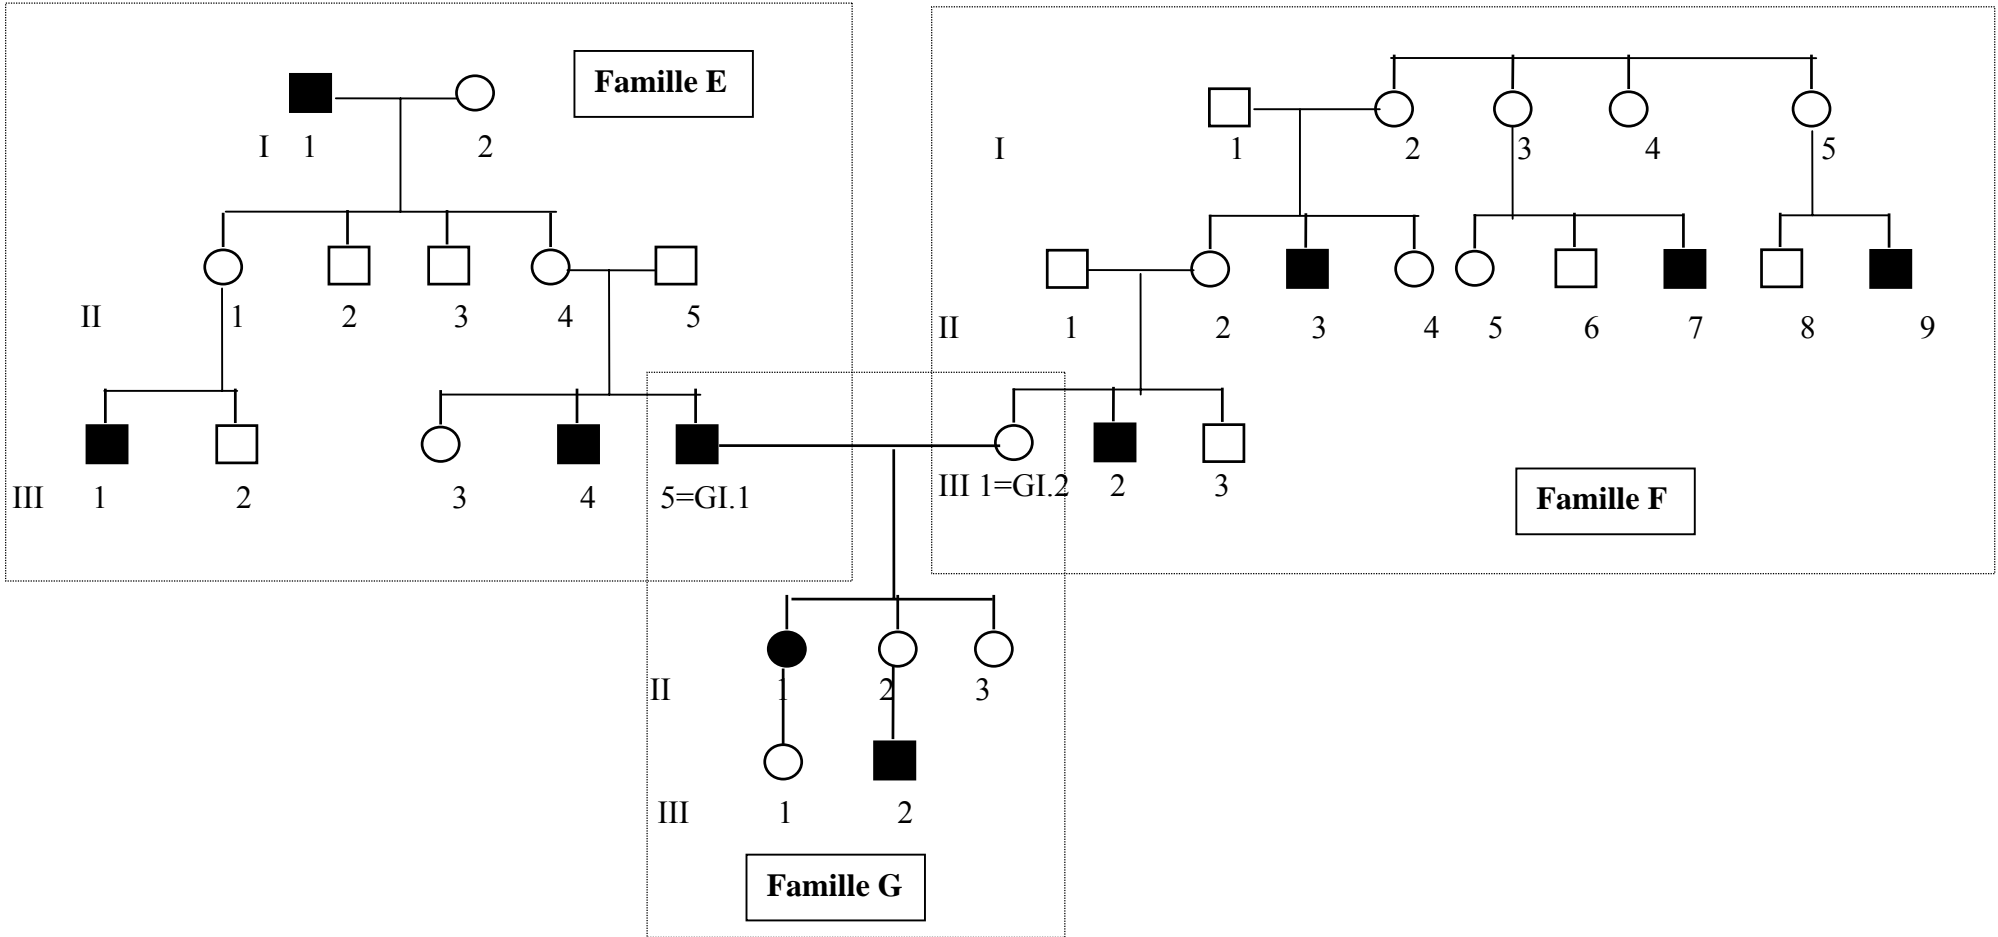 Famille E
I 1 2
I 1 2 3 4 5
II 1 2 3 4 5
II 1 2 3 4 5 6 7 8 9
III 1 2 3 4 5=GI.1
III 1=GI.2 2 3
Famille F
II 1 2 3
III 1 2
Famille G